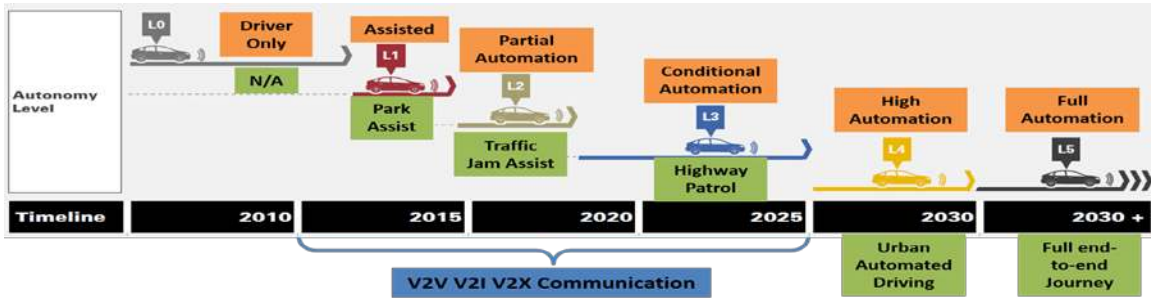 Autonomy
Level
L0
Driver
Only
N/A
Assisted
L1
Park
Assist
Partial
Automation
L2
Traffic
Jam Assist
Conditional
Automation
L3
Highway
Patrol
High
Automation
L4
Full
Automation
L5
Timeline 2010 2015 2020 2025 2030 2030 +
V2V V2I V2X Communication
Urban
Automated
Driving
Full end-
to-end
Journey